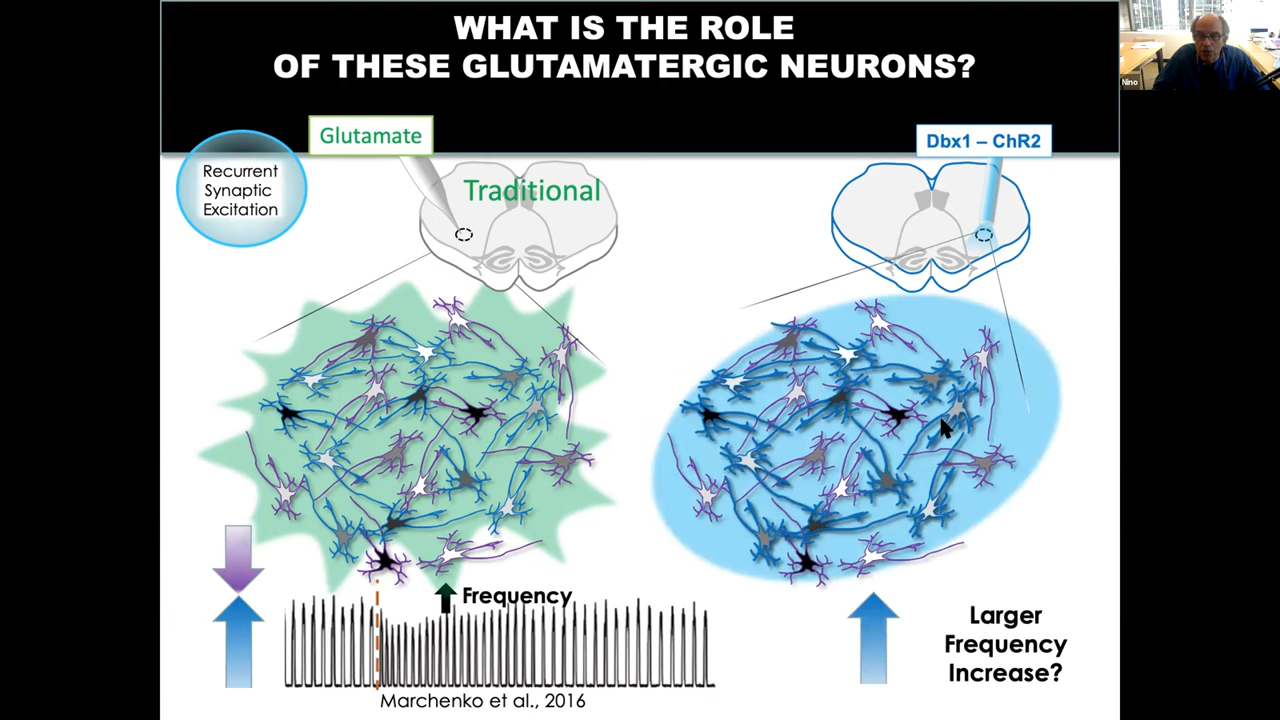 WHAT IS THE ROLE
OF THESE GLUTAMATERGIC NEURONS?
Nino
Glutamate
Dbx1 – ChR2
Recurrent
Synaptic
Excitation
Traditional
Frequency
Larger
Frequency
Increase?
Marchenko et al., 2016